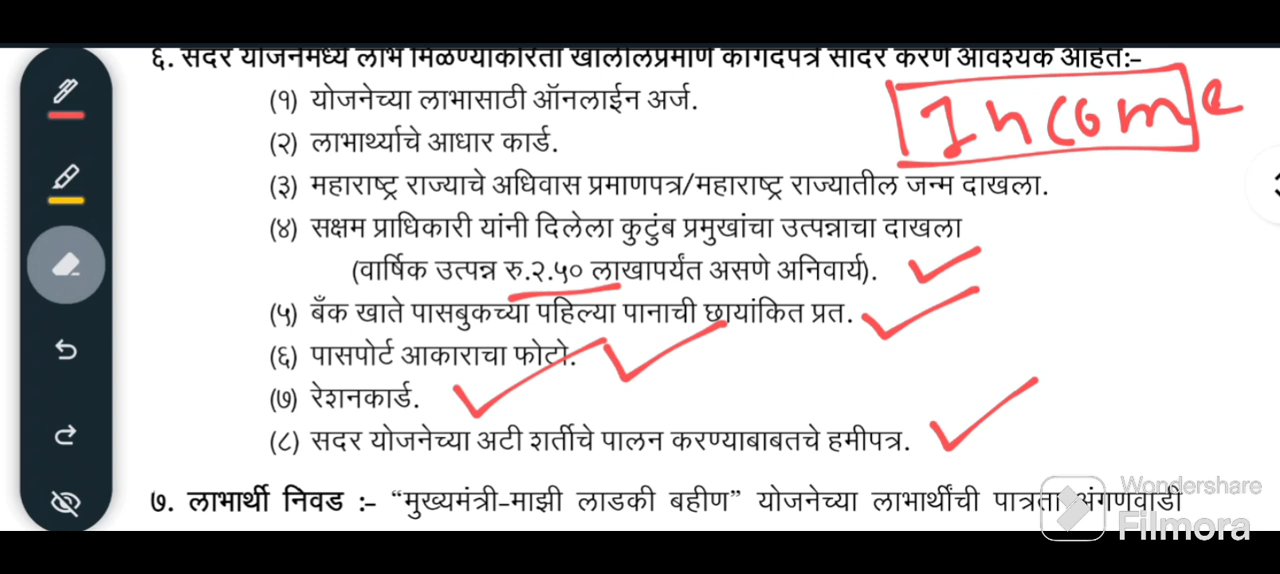 ६. सदर योजनेमध्ये लाभ मिळण्याकरिता खालीलप्रमाणे कागदपत्रे सादर करणे आवश्यक आहेत:-
(१) योजनेच्या लाभासाठी ऑनलाईन अर्ज.
Income
(२) लाभार्थ्याचे आधार कार्ड.
(३) महाराष्ट्र राज्याचे अधिवास प्रमाणपत्र/महाराष्ट्र राज्यातील जन्म दाखला.
(४) सक्षम प्राधिकारी यांनी दिलेला कुटुंब प्रमुखांचा उत्पन्नाचा दाखला
(वार्षिक उत्पन्न रु.२.५० लाखापर्यंत असणे अनिवार्य).
(५) बँक खाते पासबुकच्या पहिल्या पानाची छायांकित प्रत.
(६) पासपोर्ट आकाराचा फोटो.
(७) रेशनकार्ड.
(८) सदर योजनेच्या अटी शर्तीचे पालन करण्याबाबतचे हमीपत्र.
७. लाभार्थी निवड :- “मुख्यमंत्री-माझी लाडकी बहीण” योजनेच्या लाभार्थीची पात्रता अंगणवाडी
Wondershare
Filmora